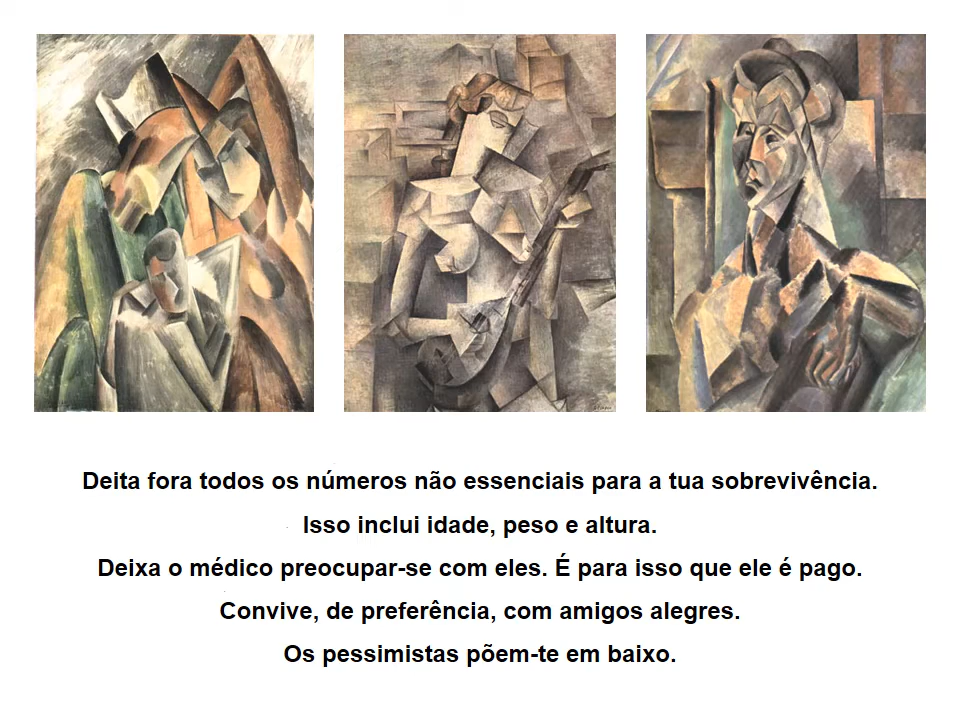 Deita fora todos os números não essenciais para a tua sobrevivência.
Isso inclui idade, peso e altura.
Deixa o médico preocupar-se com eles. É para isso que ele é pago.
Convive, de preferência, com amigos alegres.
Os pessimistas põem-te em baixo.